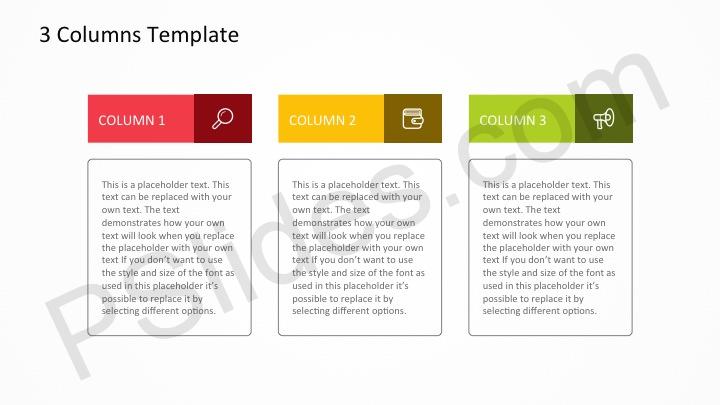 3 Columns Template
COLUMN 1
This is a placeholder text. This
text can be replaced with your
own text. The text
demonstrates how your own
text will look when you replace
the placeholder with your own
text If you don’t want to use
the style and size of the font as
used in this placeholder it’s
possible to replace it by
selecting different options.
COLUMN 2
This is a placeholder text. This
text can be replaced with your
own text. The text
demonstrates how your own
text will look when you replace
the placeholder with your own
text If you don’t want to use
the style and size of the font as
used in this placeholder it’s
possible to replace it by
selecting different options.
COLUMN 3
This is a placeholder text. This
text can be replaced with your
own text. The text
demonstrates how your own
text will look when you replace
the placeholder with your own
text If you don’t want to use
the style and size of the font as
used in this placeholder it’s
possible to replace it by
selecting different options.
PSlides.com